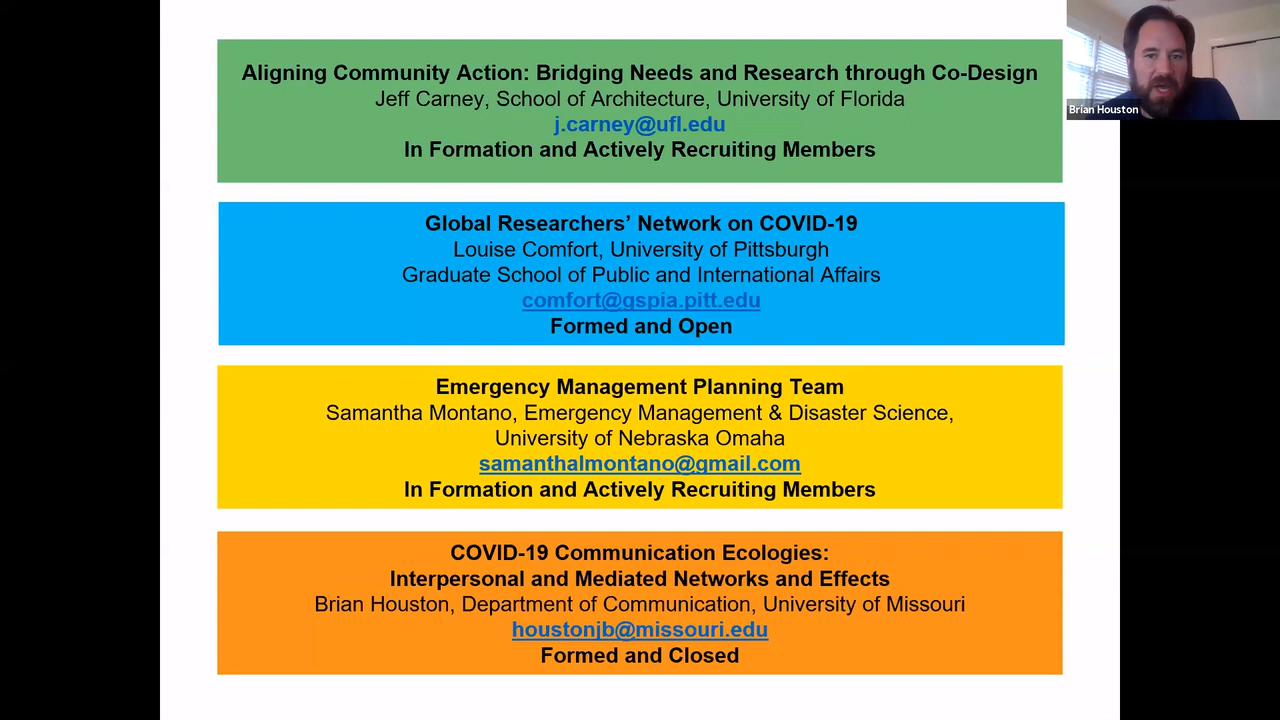 Aligning Community Action: Bridging Needs and Research through Co-Design
Jeff Carney, School of Architecture, University of Florida
j.carney@ufl.edu
In Formation and Actively Recruiting Members
Brian Houston
Global Researchers’ Network on COVID-19
Louise Comfort, University of Pittsburgh
Graduate School of Public and International Affairs
comfort@gspia.pitt.edu
Formed and Open
Emergency Management Planning Team
Samantha Montano, Emergency Management & Disaster Science,
University of Nebraska Omaha
samanthalmontano@gmail.com
In Formation and Actively Recruiting Members
COVID-19 Communication Ecologies:
Interpersonal and Mediated Networks and Effects
Brian Houston, Department of Communication, University of Missouri
houstonjb@missouri.edu
Formed and Closed